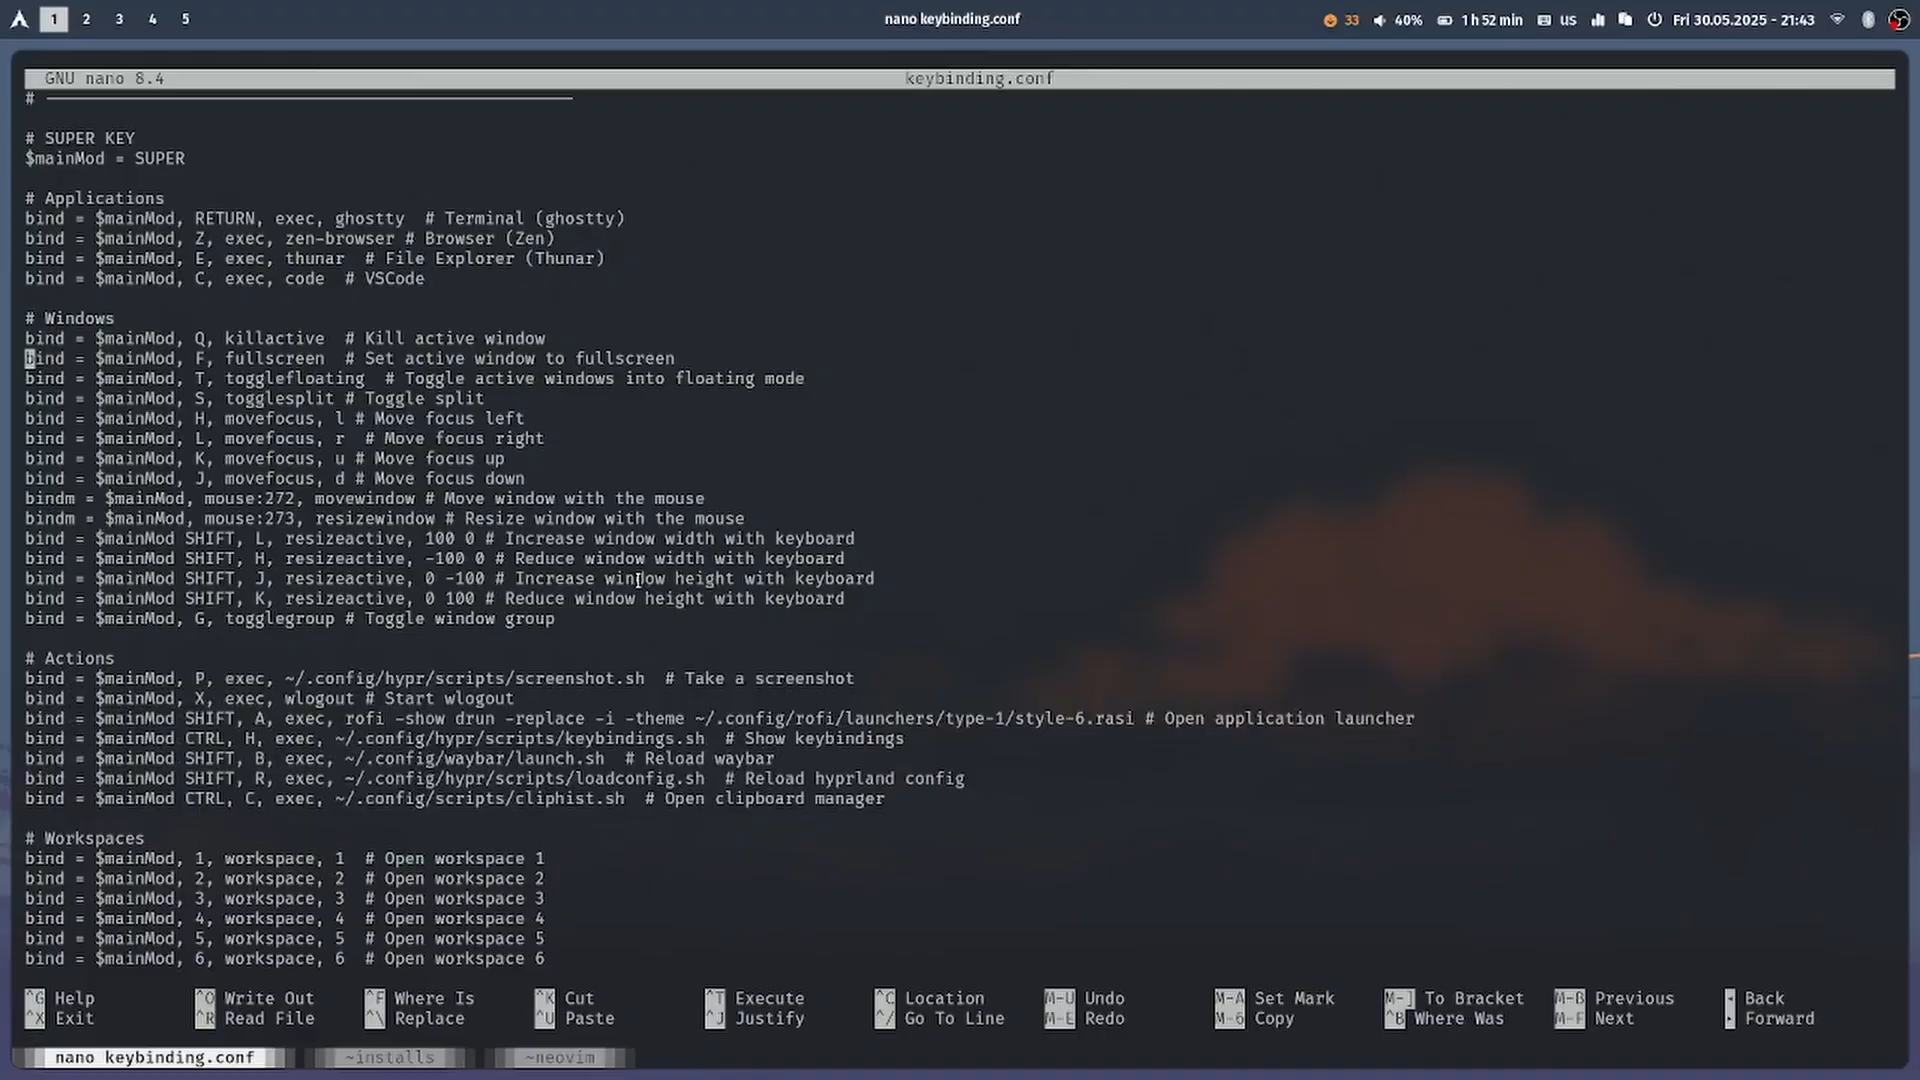 1 2 3 4 5 nano keybinding.conf 33 40% 1 h 52 min us Fri 30.05.2025 - 21:43
GNU nano 8.4 keybinding.conf
#
# SUPER KEY
$mainMod = SUPER
# Applications
bind = $mainMod, RETURN, exec, ghostty # Terminal (ghostty)
bind = $mainMod, Z, exec, zen-browser # Browser (Zen)
bind = $mainMod, E, exec, thunar # File Explorer (Thunar)
bind = $mainMod, C, exec, code # VSCode
# Windows
bind = $mainMod, Q, killactive # Kill active window
bind = $mainMod, F, fullscreen # Set active window to fullscreen
bind = $mainMod, T, togglefloating # Toggle active windows into floating mode
bind = $mainMod, S, togglesplit # Toggle split
bind = $mainMod, H, movefocus, l # Move focus left
bind = $mainMod, L, movefocus, r # Move focus right
bind = $mainMod, K, movefocus, u # Move focus up
bind = $mainMod, J, movefocus, d # Move focus down
bindm = $mainMod, mouse:272, movewindow # Move window with the mouse
bindm = $mainMod, mouse:273, resizewindow # Resize window with the mouse
bind = $mainMod SHIFT, L, resizeactive, 100 0 # Increase window width with keyboard
bind = $mainMod SHIFT, H, resizeactive, -100 0 # Reduce window width with keyboard
bind = $mainMod SHIFT, J, resizeactive, 0 -100 # Increase window height with keyboard
bind = $mainMod SHIFT, K, resizeactive, 0 100 # Reduce window height with keyboard
bind = $mainMod, G, togglegroup # Toggle window group
# Actions
bind = $mainMod, P, exec, ~/.config/hypr/scripts/screenshot.sh # Take a screenshot
bind = $mainMod, X, exec, wlogout # Start wlogout
bind = $mainMod SHIFT, A, exec, rofi -show drun -replace -i -theme ~/.config/rofi/launchers/type-1/style-6.rasi # Open application launcher
bind = $mainMod CTRL, H, exec, ~/.config/hypr/scripts/keybindings.sh # Show keybindings
bind = $mainMod SHIFT, B, exec, ~/.config/waybar/launch.sh # Reload waybar
bind = $mainMod SHIFT, R, exec, ~/.config/hypr/scripts/loadconfig.sh # Reload hyprland config
bind = $mainMod CTRL, C, exec, ~/.config/scripts/cliphist.sh # Open clipboard manager
# Workspaces
bind = $mainMod, 1, workspace, 1 # Open workspace 1
bind = $mainMod, 2, workspace, 2 # Open workspace 2
bind = $mainMod, 3, workspace, 3 # Open workspace 3
bind = $mainMod, 4, workspace, 4 # Open workspace 4
bind = $mainMod, 5, workspace, 5 # Open workspace 5
bind = $mainMod, 6, workspace, 6 # Open workspace 6
^G Help ^O Write Out ^F Where Is ^K Cut ^T Execute ^C Location M-U Undo M-A Set Mark M-] To Bracket M-B Previous Back
^X Exit ^R Read File ^\ Replace ^U Paste ^J Justify ^/ Go To Line M-E Redo M-6 Copy ^B Where Was M-F Next Forward
nano keybinding.conf ~installs ~neovim